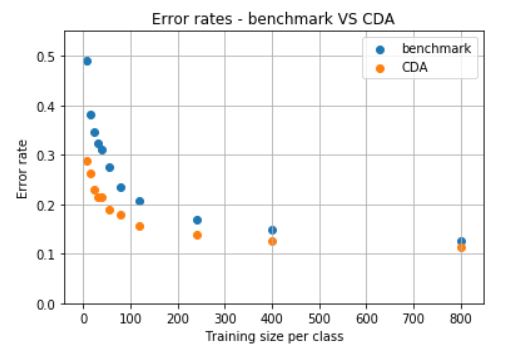 Error rates - benchmark VS CDA
benchmark
CDA
0.5
0.4
0.3
0.2
0.1
0.0
Error rate
0 100 200 300 400 500 600 700 800
Training size per class